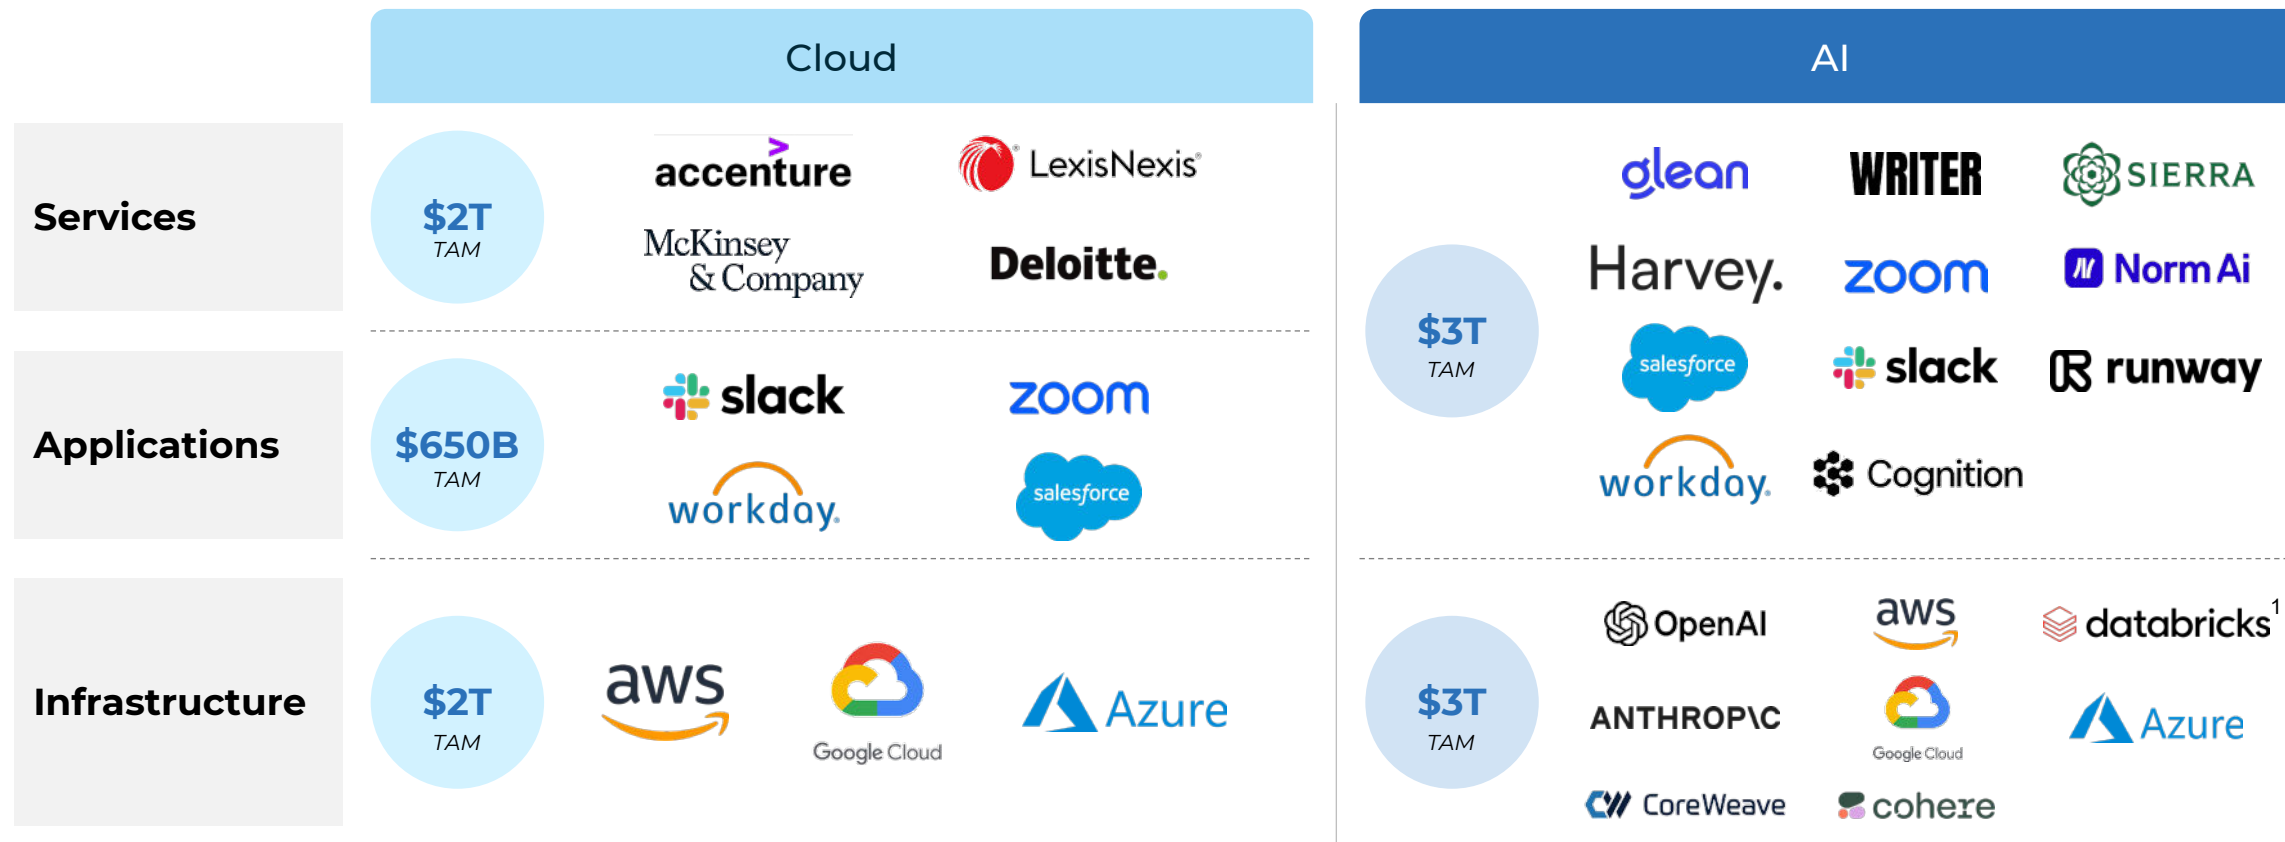 Cloud
AI
Services
$2T
TAM
accenture
LexisNexis®
McKinsey
& Company
Deloitte.
Applications
$650B
TAM
slack
zoom
workday.
salesforce
$3T
TAM
glean
WRITER
SIERRA
Harvey.
zoom
Norm Ai
salesforce
slack
runway
workday.
Cognition
Infrastructure
$2T
TAM
aws
Google Cloud
Azure
$3T
TAM
OpenAI
aws
databricks¹
ANTHROP\C
Google Cloud
Azure
CoreWeave
cohere